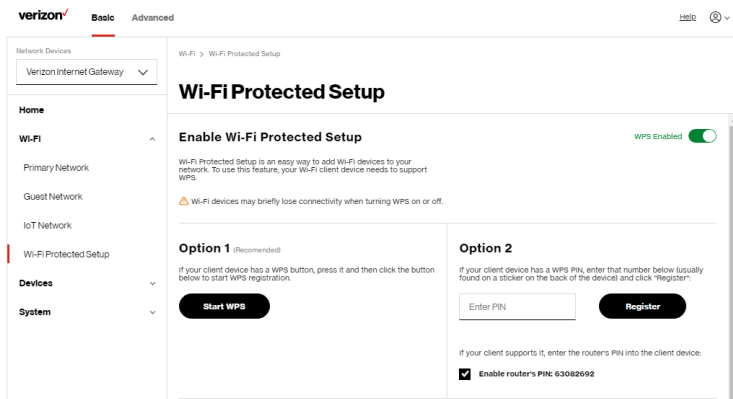 verizon
Basic
Advanced
Help
Network Devices
Verizon Internet Gateway
Home
Wi-Fi
Primary Network
Guest Network
IoT Network
Wi-Fi Protected Setup
Devices
System
Wi-Fi > Wi-Fi Protected Setup
Wi-Fi Protected Setup
Enable Wi-Fi Protected Setup
WPS Enabled
Wi-Fi Protected Setup is an easy way to add Wi-Fi devices to your
network. To use this feature, your Wi-Fi client device needs to support
WPS.
Wi-Fi devices may briefly lose connectivity when turning WPS on or off.
Option 1 (Recomended)
If your client device has a WPS button, press it and then click the button
below to start WPS registration.
Start WPS
Option 2
If your client device has a WPS PIN, enter that number below (usually
found on a sticker on the back of the device) and click "Register":
Enter PIN
Register
If your client supports it, enter the router's PIN into the client device:
Enable router's PIN: 63082692